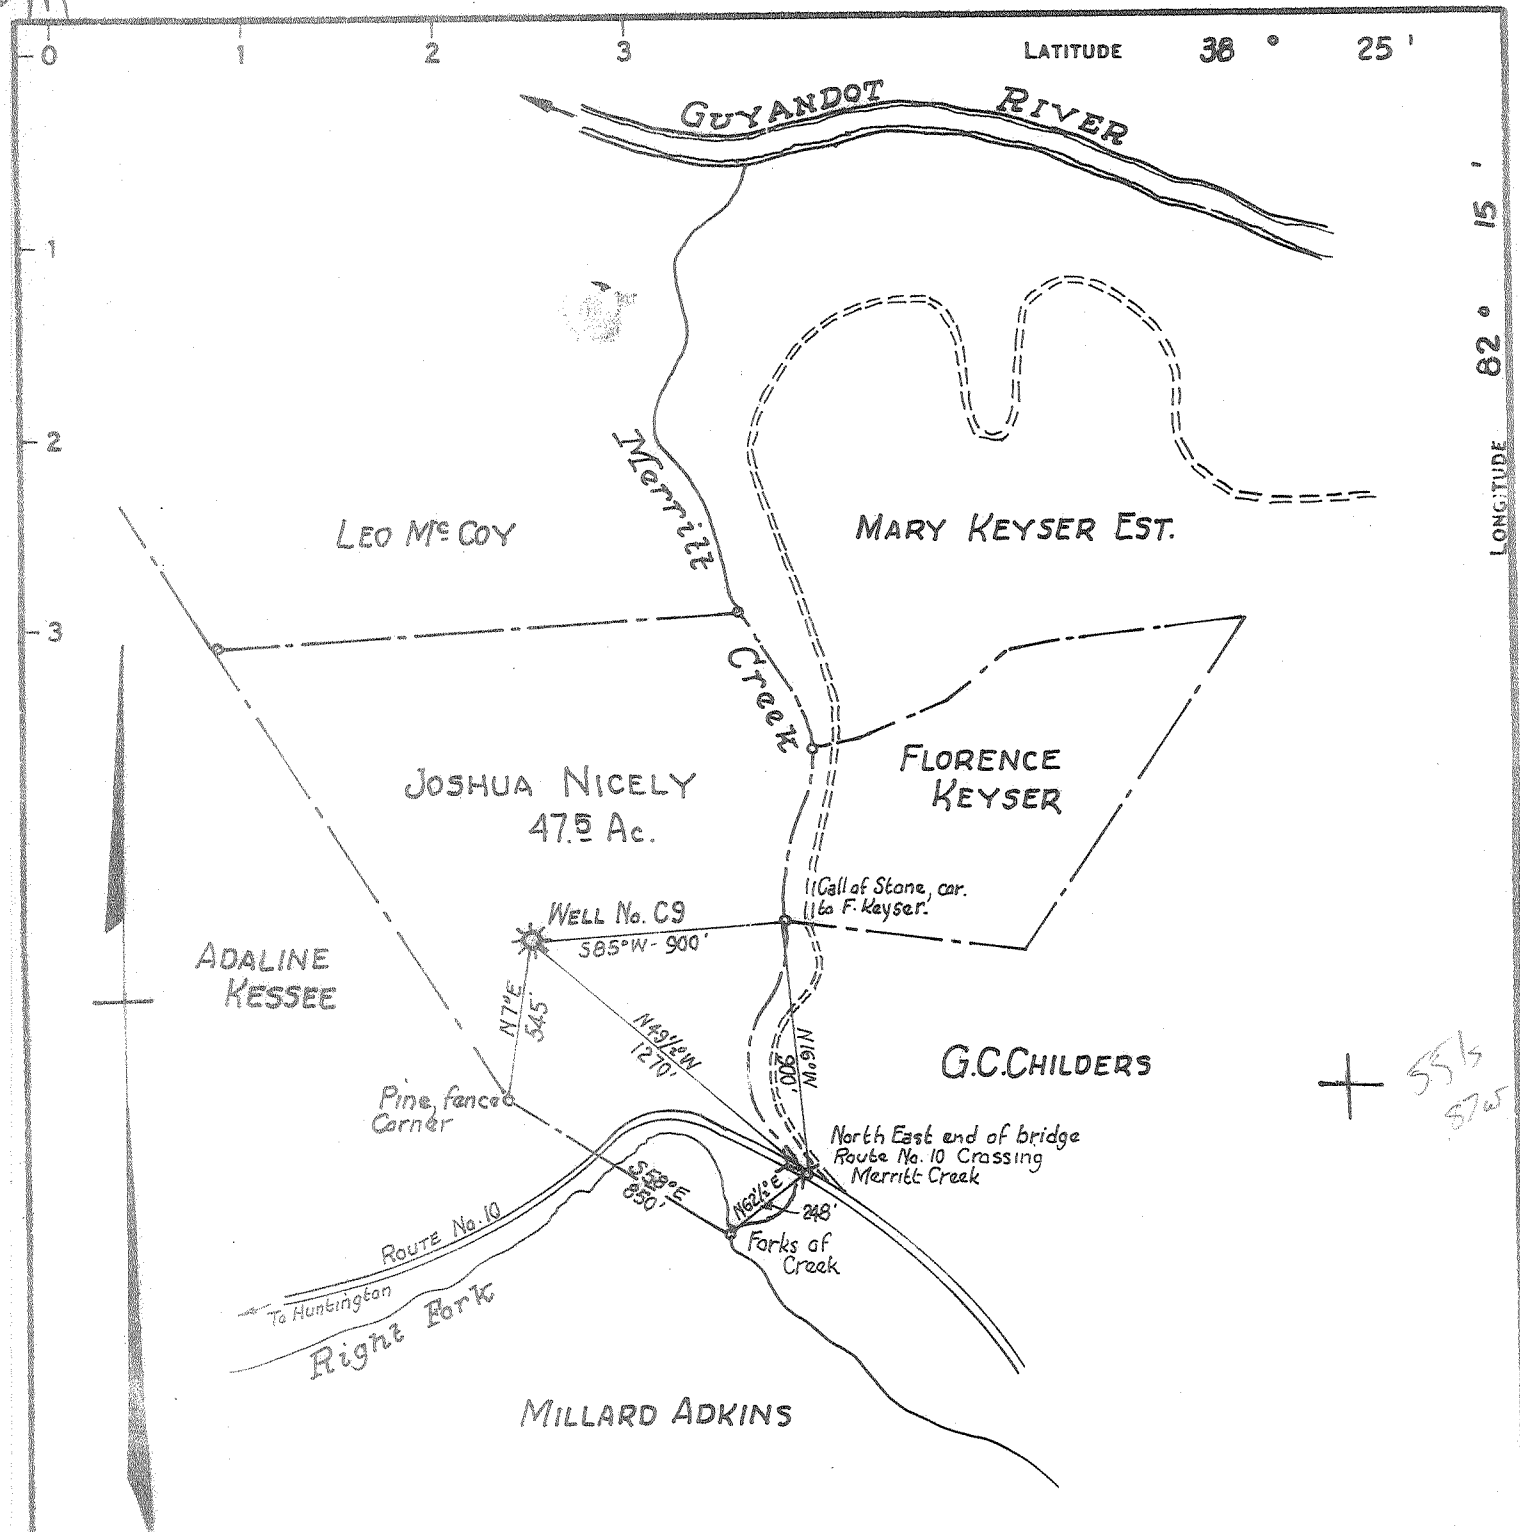 0 1 2 3 LATITUDE 38 ° 25 '
GUYANDOT RIVER
1
2
3
LONGITUDE 82 ° 15 '
Merrill
Creek
LEO McCOY
MARY KEYSER EST.
JOSHUA NICELY
47.5 Ac.
FLORENCE
KEYSER
Call of Stone, cor.
to F. Keyser.
WELL No. C9
S85°W - 900'
ADALINE
KESSEE
N7°E
545'
N49½°W
1270'
N16°W
900'
G.C.CHILDERS
55/s
87w
Pine, fence
Corner
North East end of bridge
Route No. 10 Crossing
Merritt Creek
S58°E
850'
N62½°E
248'
Forks of
Creek
ROUTE No. 10
To Huntington
Right Fork
MILLARD ADKINS